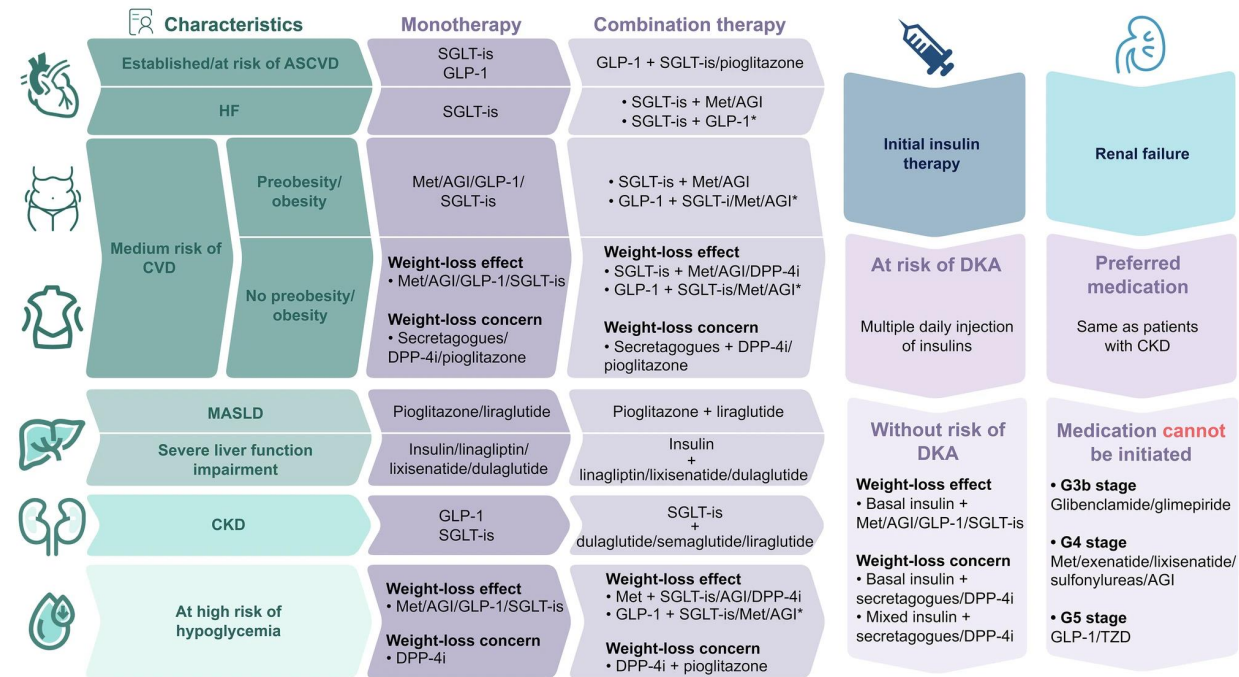 Characteristics
Monotherapy
Combination therapy
Established/at risk of ASCVD
SGLT-is
GLP-1
GLP-1 + SGLT-is/pioglitazone
HF
SGLT-is
• SGLT-is + Met/AGI
• SGLT-is + GLP-1*
Medium risk of
CVD
Preobesity/
obesity
Met/AGI/GLP-1/
SGLT-is
• SGLT-is + Met/AGI
• GLP-1 + SGLT-i/Met/AGI*
No preobesity/
obesity
Weight-loss effect
• Met/AGI/GLP-1/SGLT-is
Weight-loss concern
• Secretagogues/
DPP-4i/pioglitazone
Weight-loss effect
• SGLT-is + Met/AGI/DPP-4i
• GLP-1 + SGLT-is/Met/AGI*
Weight-loss concern
• Secretagogues + DPP-4i/
pioglitazone
MASLD
Pioglitazone/liraglutide
Pioglitazone + liraglutide
Severe liver function
impairment
Insulin/linagliptin/
lixisenatide/dulaglutide
Insulin
+
linagliptin/lixisenatide/dulaglutide
CKD
GLP-1
SGLT-is
SGLT-is
+
dulaglutide/semaglutide/liraglutide
At high risk of
hypoglycemia
Weight-loss effect
• Met/AGI/GLP-1/SGLT-is
Weight-loss concern
• DPP-4i
Weight-loss effect
• Met + SGLT-is/AGI/DPP-4i
• GLP-1 + SGLT-is/Met/AGI*
Weight-loss concern
• DPP-4i + pioglitazone
Initial insulin
therapy
At risk of DKA
Multiple daily injection
of insulins
Without risk of
DKA
Weight-loss effect
• Basal insulin +
Met/AGI/GLP-1/SGLT-is
Weight-loss concern
• Basal insulin +
secretagogues/DPP-4i
• Mixed insulin +
secretagogues/DPP-4i
Renal failure
Preferred
medication
Same as patients
with CKD
Medication cannot
be initiated
• G3b stage
Glibenclamide/glimepiride
• G4 stage
Met/exenatide/lixisenatide/
sulfonylureas/AGI
• G5 stage
GLP-1/TZD